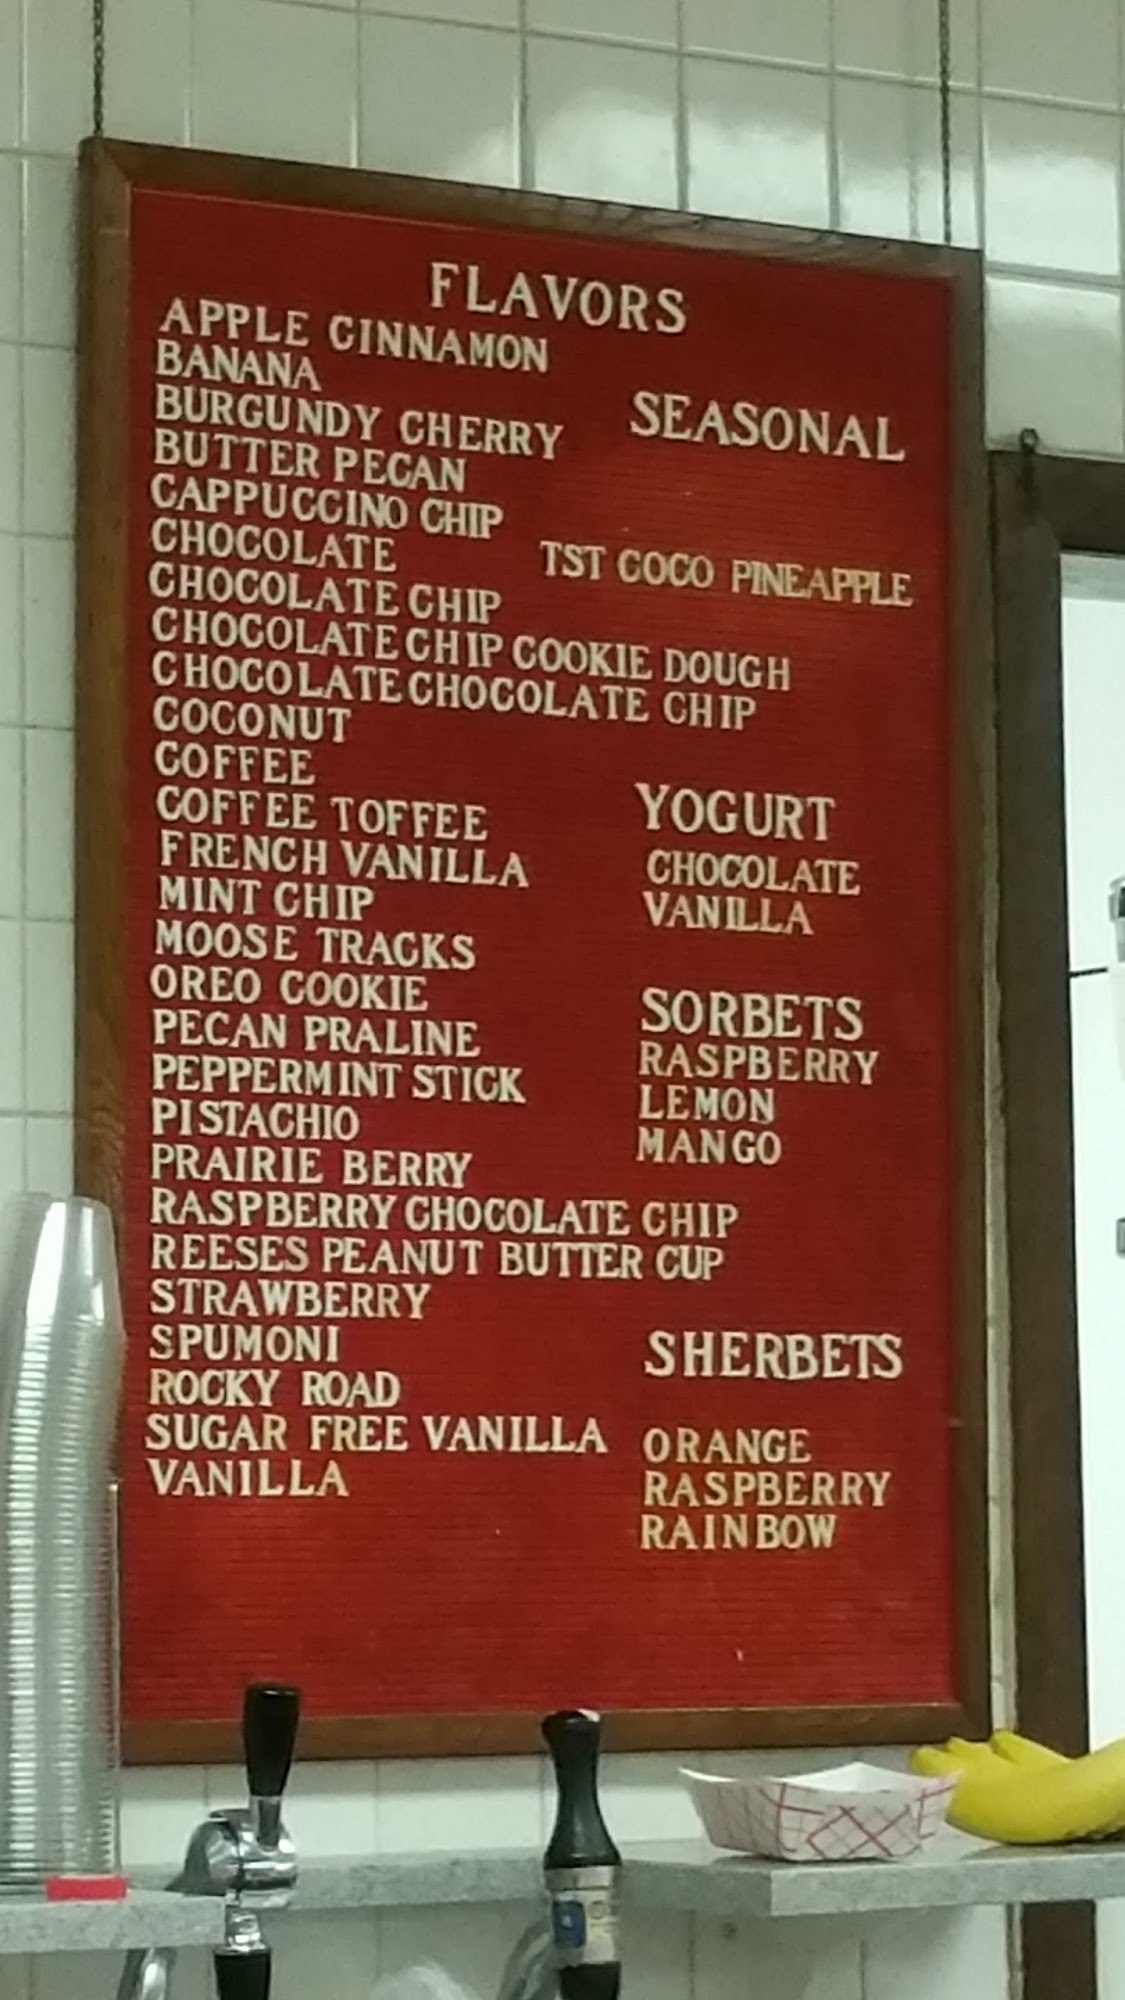 FLAVORS
APPLE CINNAMON
BANANA
BURGUNDY CHERRY
BUTTER PECAN
CAPPUCCINO CHIP
CHOCOLATE
CHOCOLATE CHIP
CHOCOLATE CHIP COOKIE DOUGH
CHOCOLATE CHOCOLATE CHIP
COCONUT
COFFEE
COFFEE TOFFEE
FRENCH VANILLA
MINT CHIP
MOOSE TRACKS
OREO COOKIE
PECAN PRALINE
PEPPERMINT STICK
PISTACHIO
PRAIRIE BERRY
RASPBERRY CHOCOLATE CHIP
REESES PEANUT BUTTER CUP
STRAWBERRY
SPUMONI
ROCKY ROAD
SUGAR FREE VANILLA
VANILLA
SEASONAL
TST COCO PINEAPPLE
YOGURT
CHOCOLATE
VANILLA
SORBETS
RASPBERRY
LEMON
MANGO
SHERBETS
ORANGE
RASPBERRY
RAINBOW